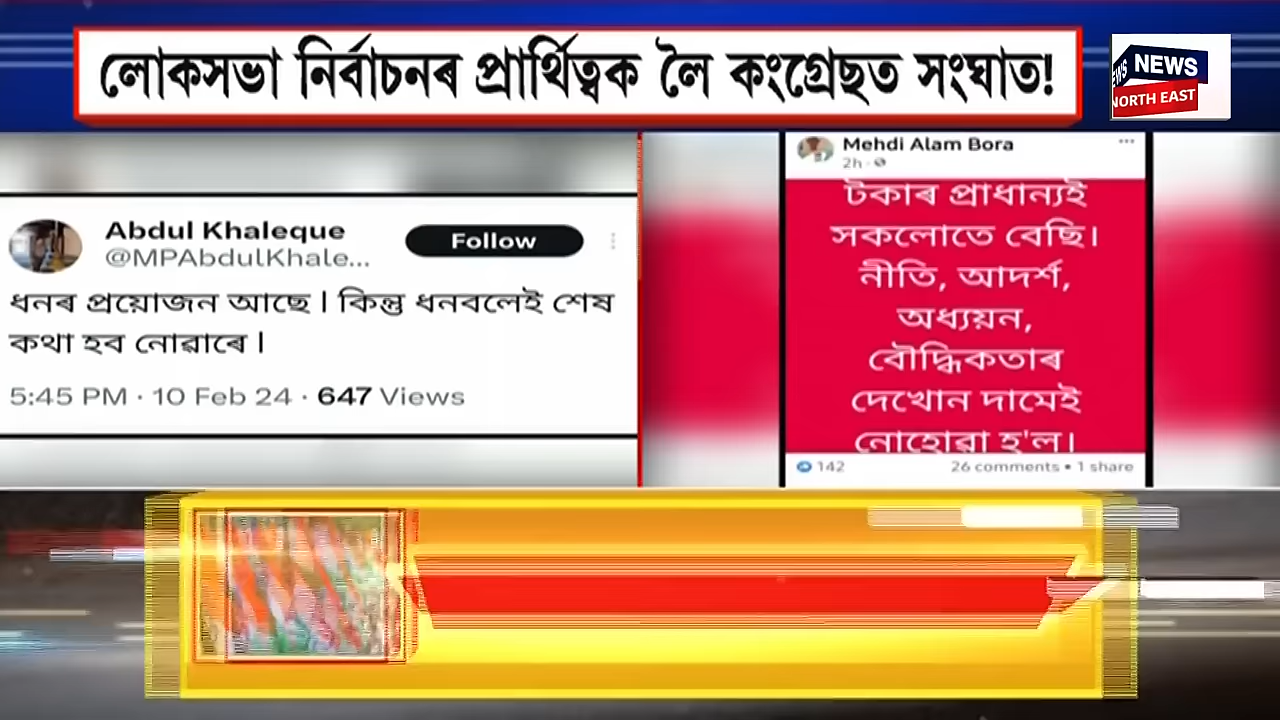 লোকসভা নিৰ্বাচনৰ প্ৰাৰ্থিত্বক লৈ কংগ্ৰেছত সংঘাত!
NEWS
NORTH EAST
Abdul Khaleque
@MPAbdulKhale...
Follow
ধনৰ প্ৰয়োজন আছে। কিন্তু ধনবলেই শেষ
কথা হব নোৱাৰে।
5:45 PM · 10 Feb 24 · 647 Views
Mehdi Alam Bora
2h ·
টকাৰ প্ৰাধান্যই
সকলোতে বেছি।
নীতি, আদৰ্শ,
অধ্যয়ন,
বৌদ্ধিকতাৰ
দেখোন দামেই
নোহোৱা হ'ল।
142
26 comments • 1 share